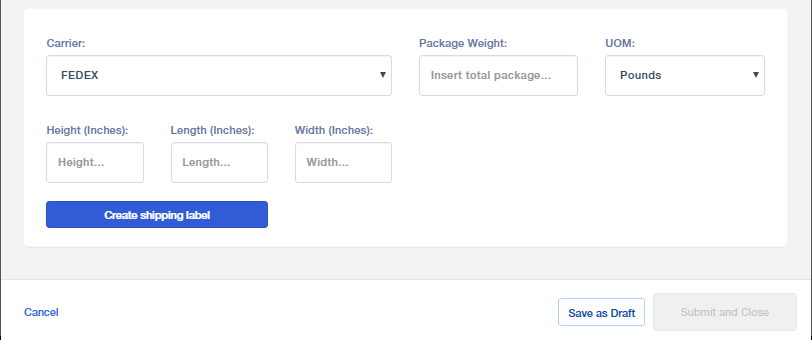 Carrier: Package Weight: UOM:
FEDEX Insert total package... Pounds
Height (Inches): Length (Inches): Width (Inches):
Height... Length... Width...
Create shipping label
Cancel Save as Draft Submit and Close